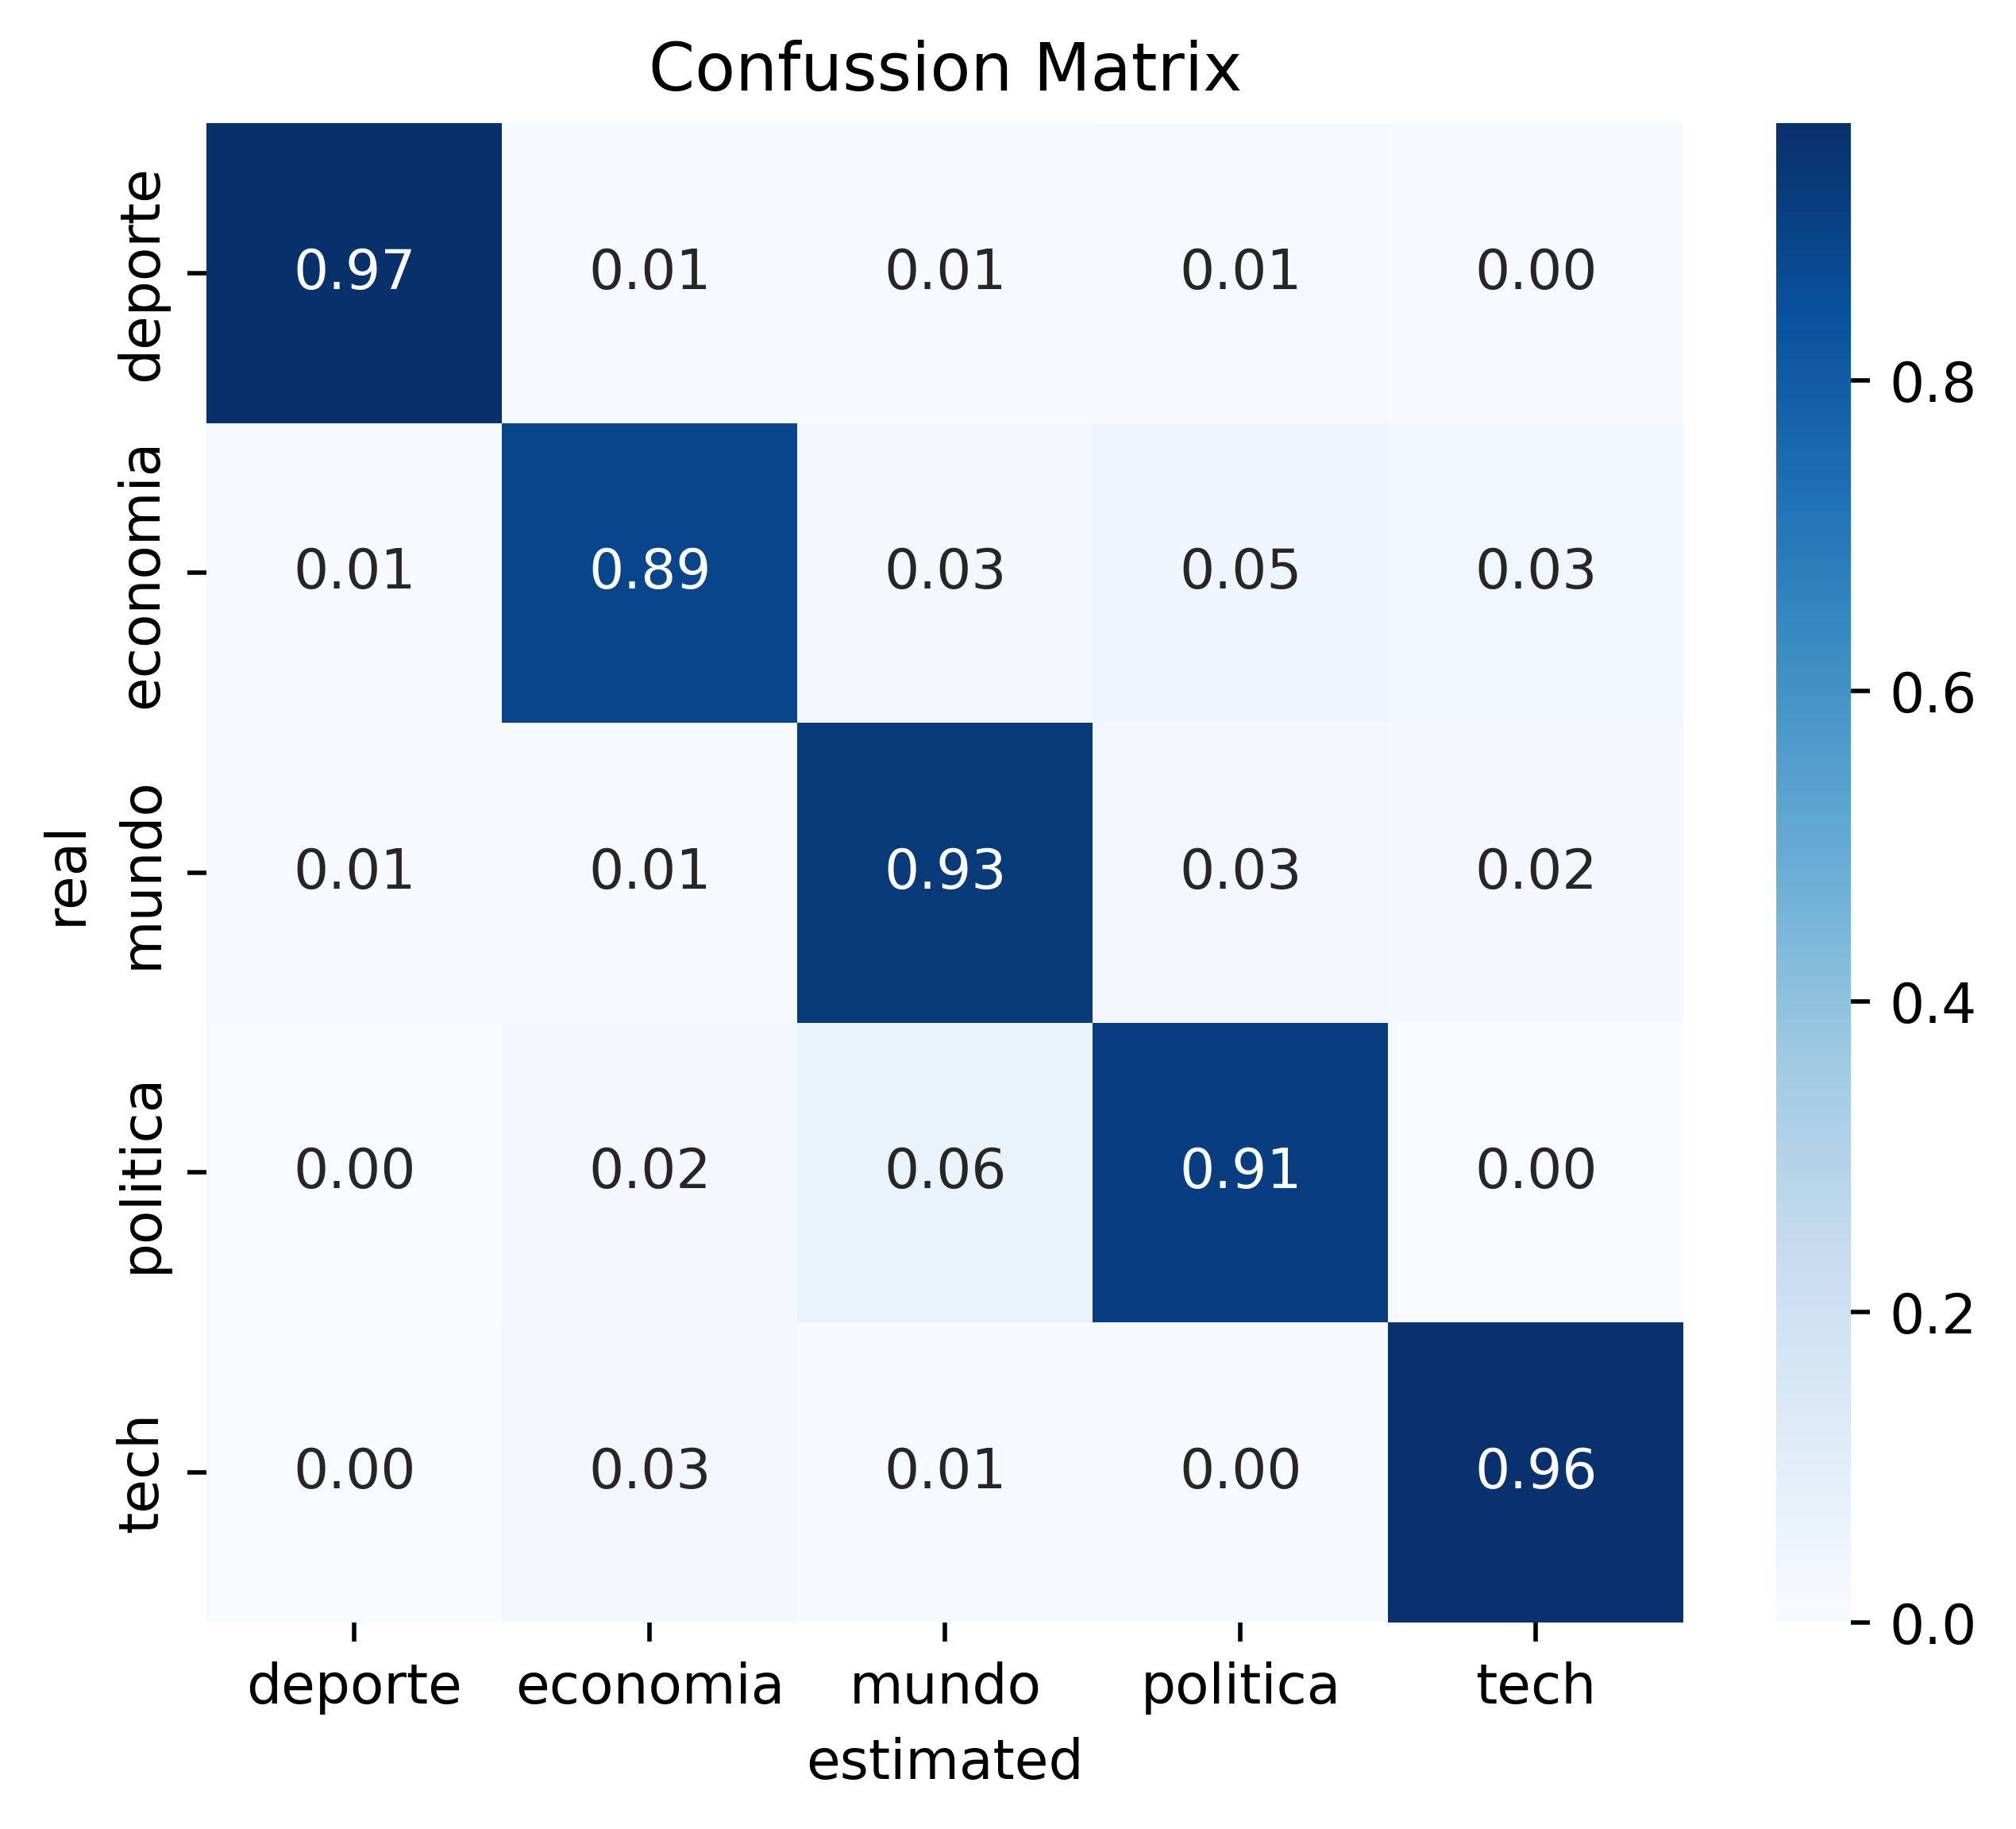 Confussion Matrix
deporte 0.97 0.01 0.01 0.01 0.00
economia 0.01 0.89 0.03 0.05 0.03
mundo 0.01 0.01 0.93 0.03 0.02
politica 0.00 0.02 0.06 0.91 0.00
tech 0.00 0.03 0.01 0.00 0.96
real
deporte economia mundo politica tech
estimated
0.8
0.6
0.4
0.2
0.0